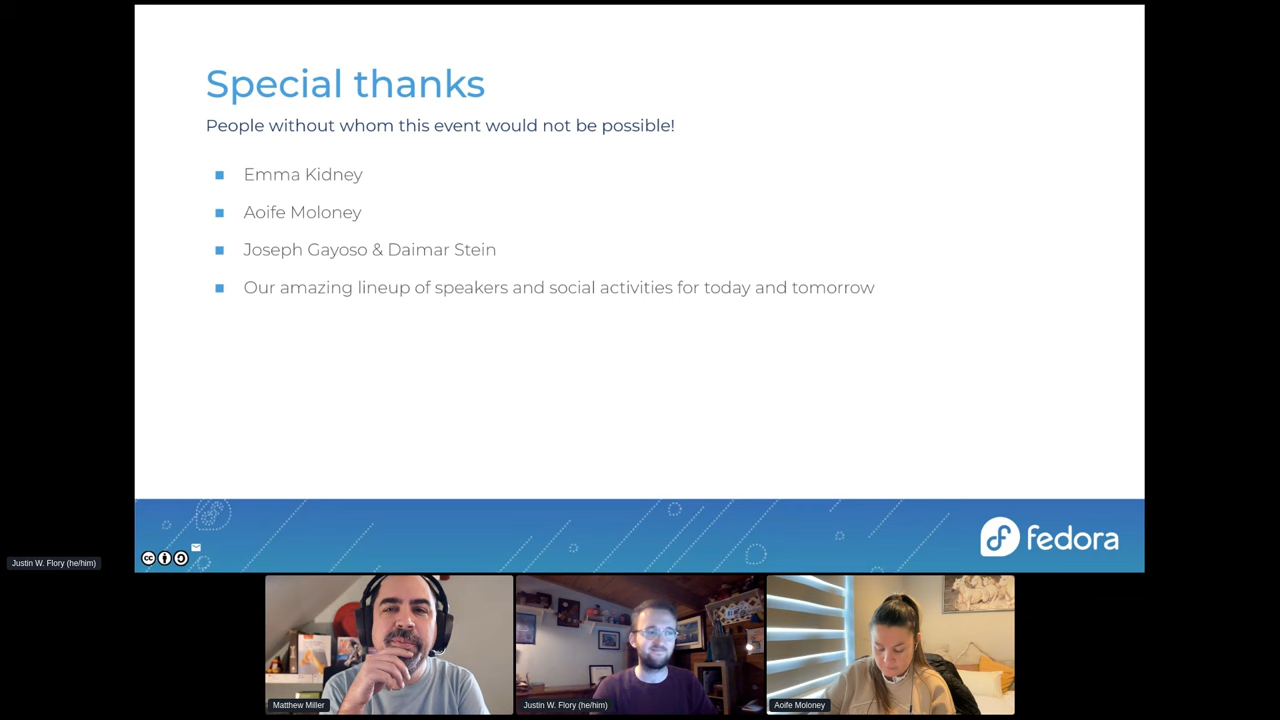 Special thanks
People without whom this event would not be possible!
Emma Kidney
Aoife Moloney
Joseph Gayoso & Daimar Stein
Our amazing lineup of speakers and social activities for today and tomorrow
cc
fedora
Justin W. Flory (he/him)
Matthew Miller
Justin W. Flory (he/him)
Aoife Moloney